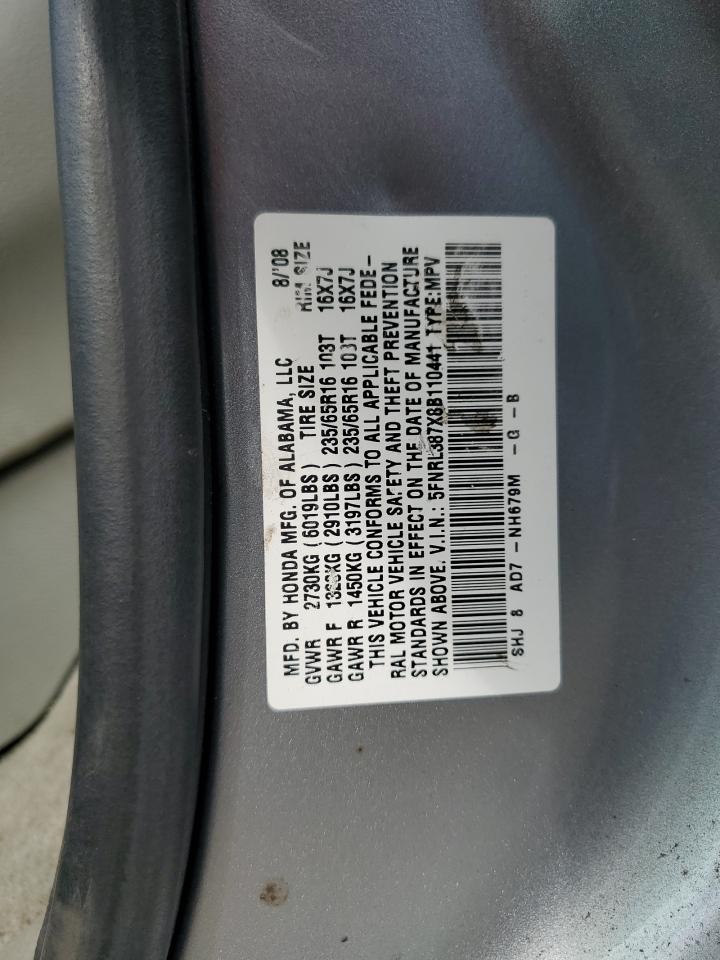 MFD. BY HONDA MFG. OF ALABAMA, LLC 8/'08
GVWR 2730KG (6019LBS) TIRE SIZE RIM SIZE
GAWR F 1320KG (2910LBS) 235/65R16 103T 16X7J
GAWR R 1450KG (3197LBS) 235/65R16 103T 16X7J
THIS VEHICLE CONFORMS TO ALL APPLICABLE FEDE-
RAL MOTOR VEHICLE SAFETY AND THEFT PREVENTION
STANDARDS IN EFFECT ON THE DATE OF MANUFACTURE
SHOWN ABOVE. V.I.N.: 5FNRL387X8B110441 TYPE:MPV
SHJ 8 AD7 - NH679M - G - B